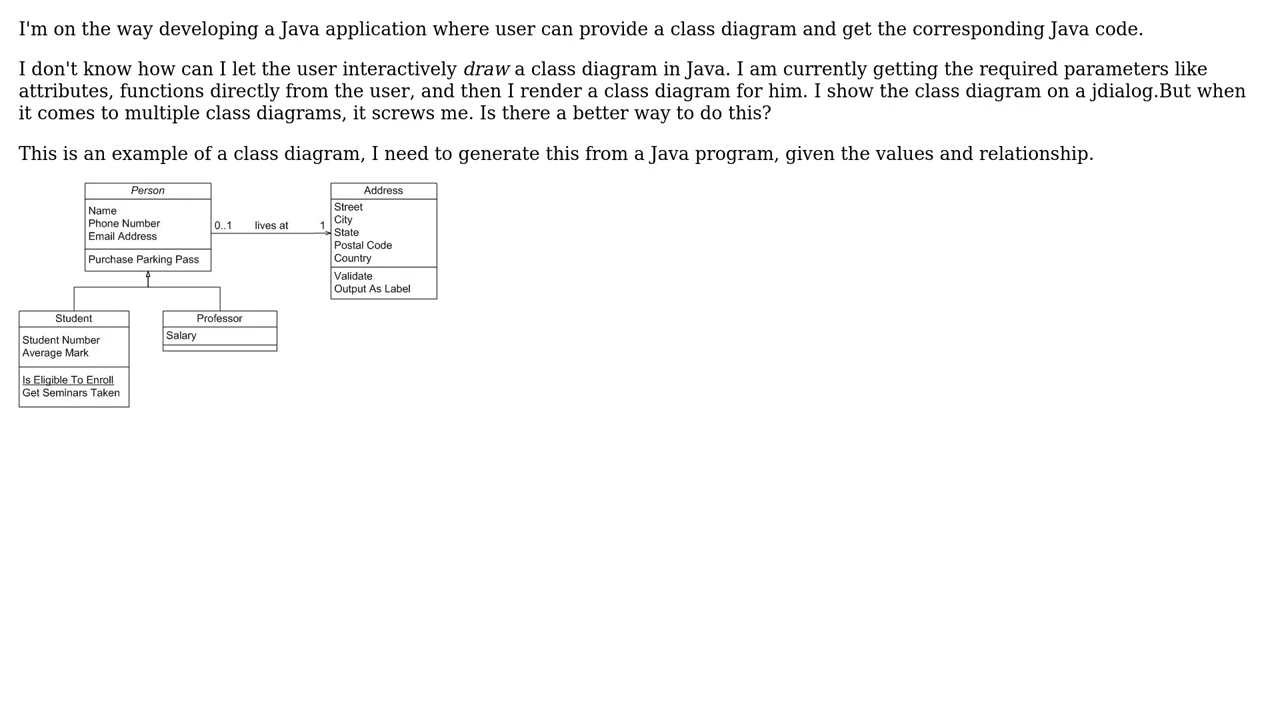 I'm on the way developing a Java application where user can provide a class diagram and get the corresponding Java code.
I don't know how can I let the user interactively draw a class diagram in Java. I am currently getting the required parameters like
attributes, functions directly from the user, and then I render a class diagram for him. I show the class diagram on a jdialog.But when
it comes to multiple class diagrams, it screws me. Is there a better way to do this?
This is an example of a class diagram, I need to generate this from a Java program, given the values and relationship.
Person
Name
Phone Number
Email Address
Purchase Parking Pass
0..1 lives at 1
Address
Street
City
State
Postal Code
Country
Validate
Output As Label
Student
Student Number
Average Mark
Is Eligible To Enroll
Get Seminars Taken
Professor
Salary